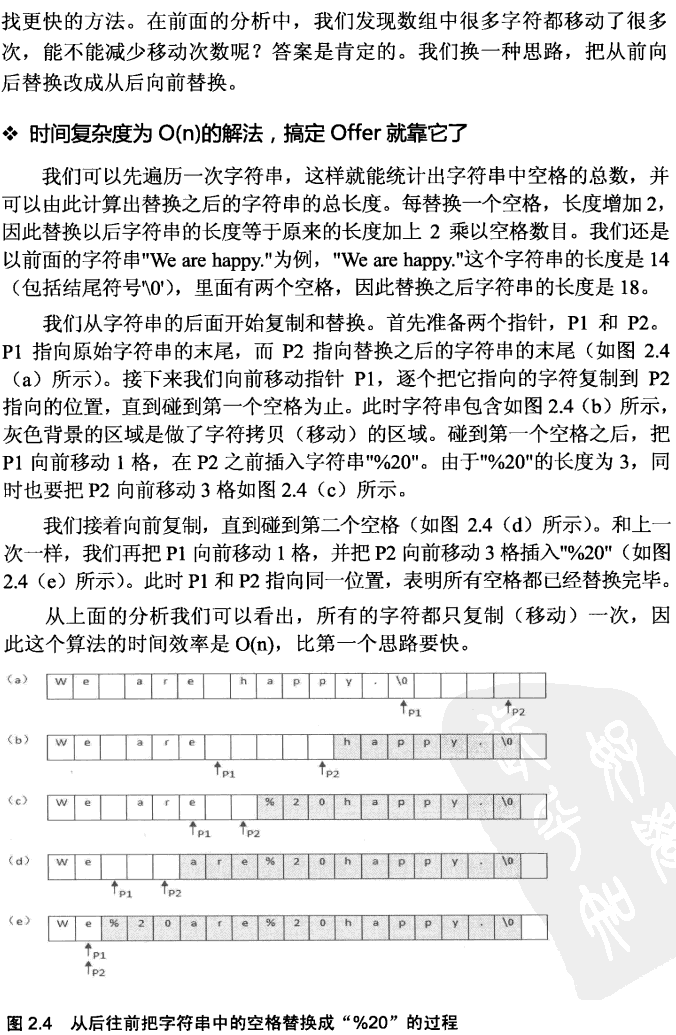 找更快的方法。在前面的分析中，我们发现数组中很多字符都移动了很多
次，能不能减少移动次数呢？答案是肯定的。我们换一种思路，把从前向
后替换改成从后向前替换。
❖ 时间复杂度为 O(n)的解法，搞定 Offer 就靠它了
我们可以先遍历一次字符串，这样就能统计出字符串中空格的总数，并
可以由此计算出替换之后的字符串的总长度。每替换一个空格，长度增加 2，
因此替换以后字符串的长度等于原来的长度加上 2 乘以空格数目。我们还是
以前面的字符串"We are happy."为例，"We are happy."这个字符串的长度是 14
（包括结尾符号'\0'），里面有两个空格，因此替换之后字符串的长度是 18。
我们从字符串的后面开始复制和替换。首先准备两个指针，P1 和 P2。
P1 指向原始字符串的末尾，而 P2 指向替换之后的字符串的末尾（如图 2.4
（a）所示）。接下来我们向前移动指针 P1，逐个把它指向的字符复制到 P2
指向的位置，直到碰到第一个空格为止。此时字符串包含如图 2.4（b）所示，
灰色背景的区域是做了字符拷贝（移动）的区域。碰到第一个空格之后，把
P1 向前移动 1 格，在 P2 之前插入字符串"%20"。由于"%20"的长度为 3，同
时也要把 P2 向前移动 3 格如图 2.4（c）所示。
我们接着向前复制，直到碰到第二个空格（如图 2.4（d）所示）。和上一
次一样，我们再把 P1 向前移动 1 格，并把 P2 向前移动 3 格插入"%20"（如图
2.4（e）所示）。此时 P1 和 P2 指向同一位置，表明所有空格都已经替换完毕。
从上面的分析我们可以看出，所有的字符都只复制（移动）一次，因
此这个算法的时间效率是 O(n)，比第一个思路要快。
（a） W e a r e h a p p y . \0
P1 P2
（b） W e a r e h a p p y . \0
P1 P2
（c） W e a r e % 2 0 h a p p y . \0
P1 P2
（d） W e a r e % 2 0 h a p p y . \0
P1 P2
（e） W e % 2 0 a r e % 2 0 h a p p y . \0
P1
P2
图 2.4 从后往前把字符串中的空格替换成“%20”的过程